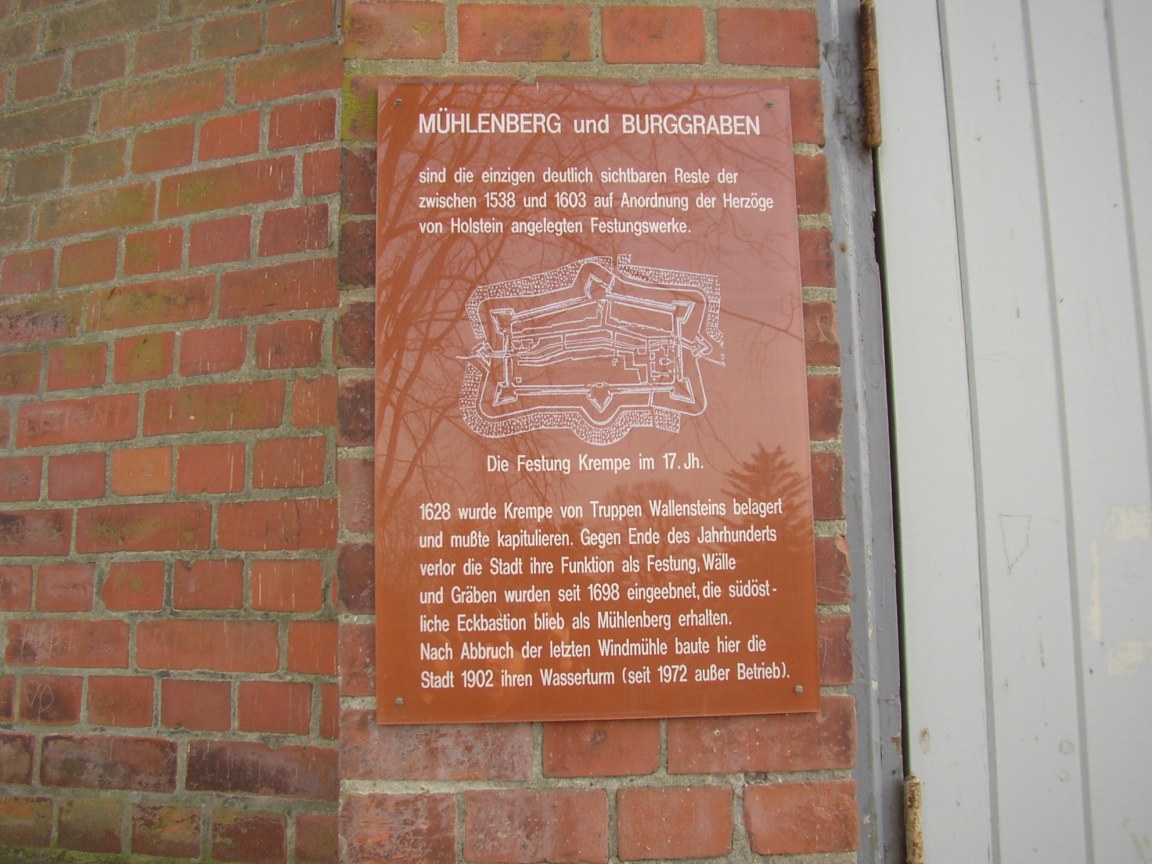 MÜHLENBERG und BURGGRABEN
sind die einzigen deutlich sichtbaren Reste der
zwischen 1538 und 1603 auf Anordnung der Herzöge
von Holstein angelegten Festungswerke.
Die Festung Krempe im 17. Jh.
1628 wurde Krempe von Truppen Wallensteins belagert
und mußte kapitulieren. Gegen Ende des Jahrhunderts
verlor die Stadt ihre Funktion als Festung, Wälle
und Gräben wurden seit 1698 eingeebnet, die südöst-
liche Eckbastion blieb als Mühlenberg erhalten.
Nach Abbruch der letzten Windmühle baute hier die
Stadt 1902 ihren Wasserturm (seit 1972 außer Betrieb).